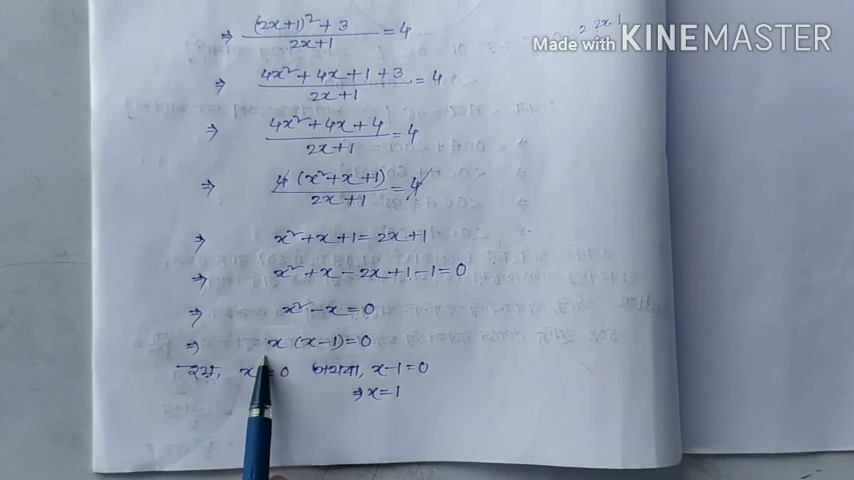 ⇒ (2x+1)² + 3 / 2x+1 = 4
Made with KINEMASTER
⇒ 4x² + 4x + 1 + 3 / 2x+1 = 4
⇒ 4x² + 4x + 4 / 2x+1 = 4
⇒ 4 (x² + x + 1) / 2x+1 = 4
⇒ x² + x + 1 = 2x+1
⇒ x² + x - 2x + 1 - 1 = 0
⇒ x² - x = 0
⇒ x (x-1) = 0
হয়, x = 0 অথবা, x-1 = 0
⇒ x = 1